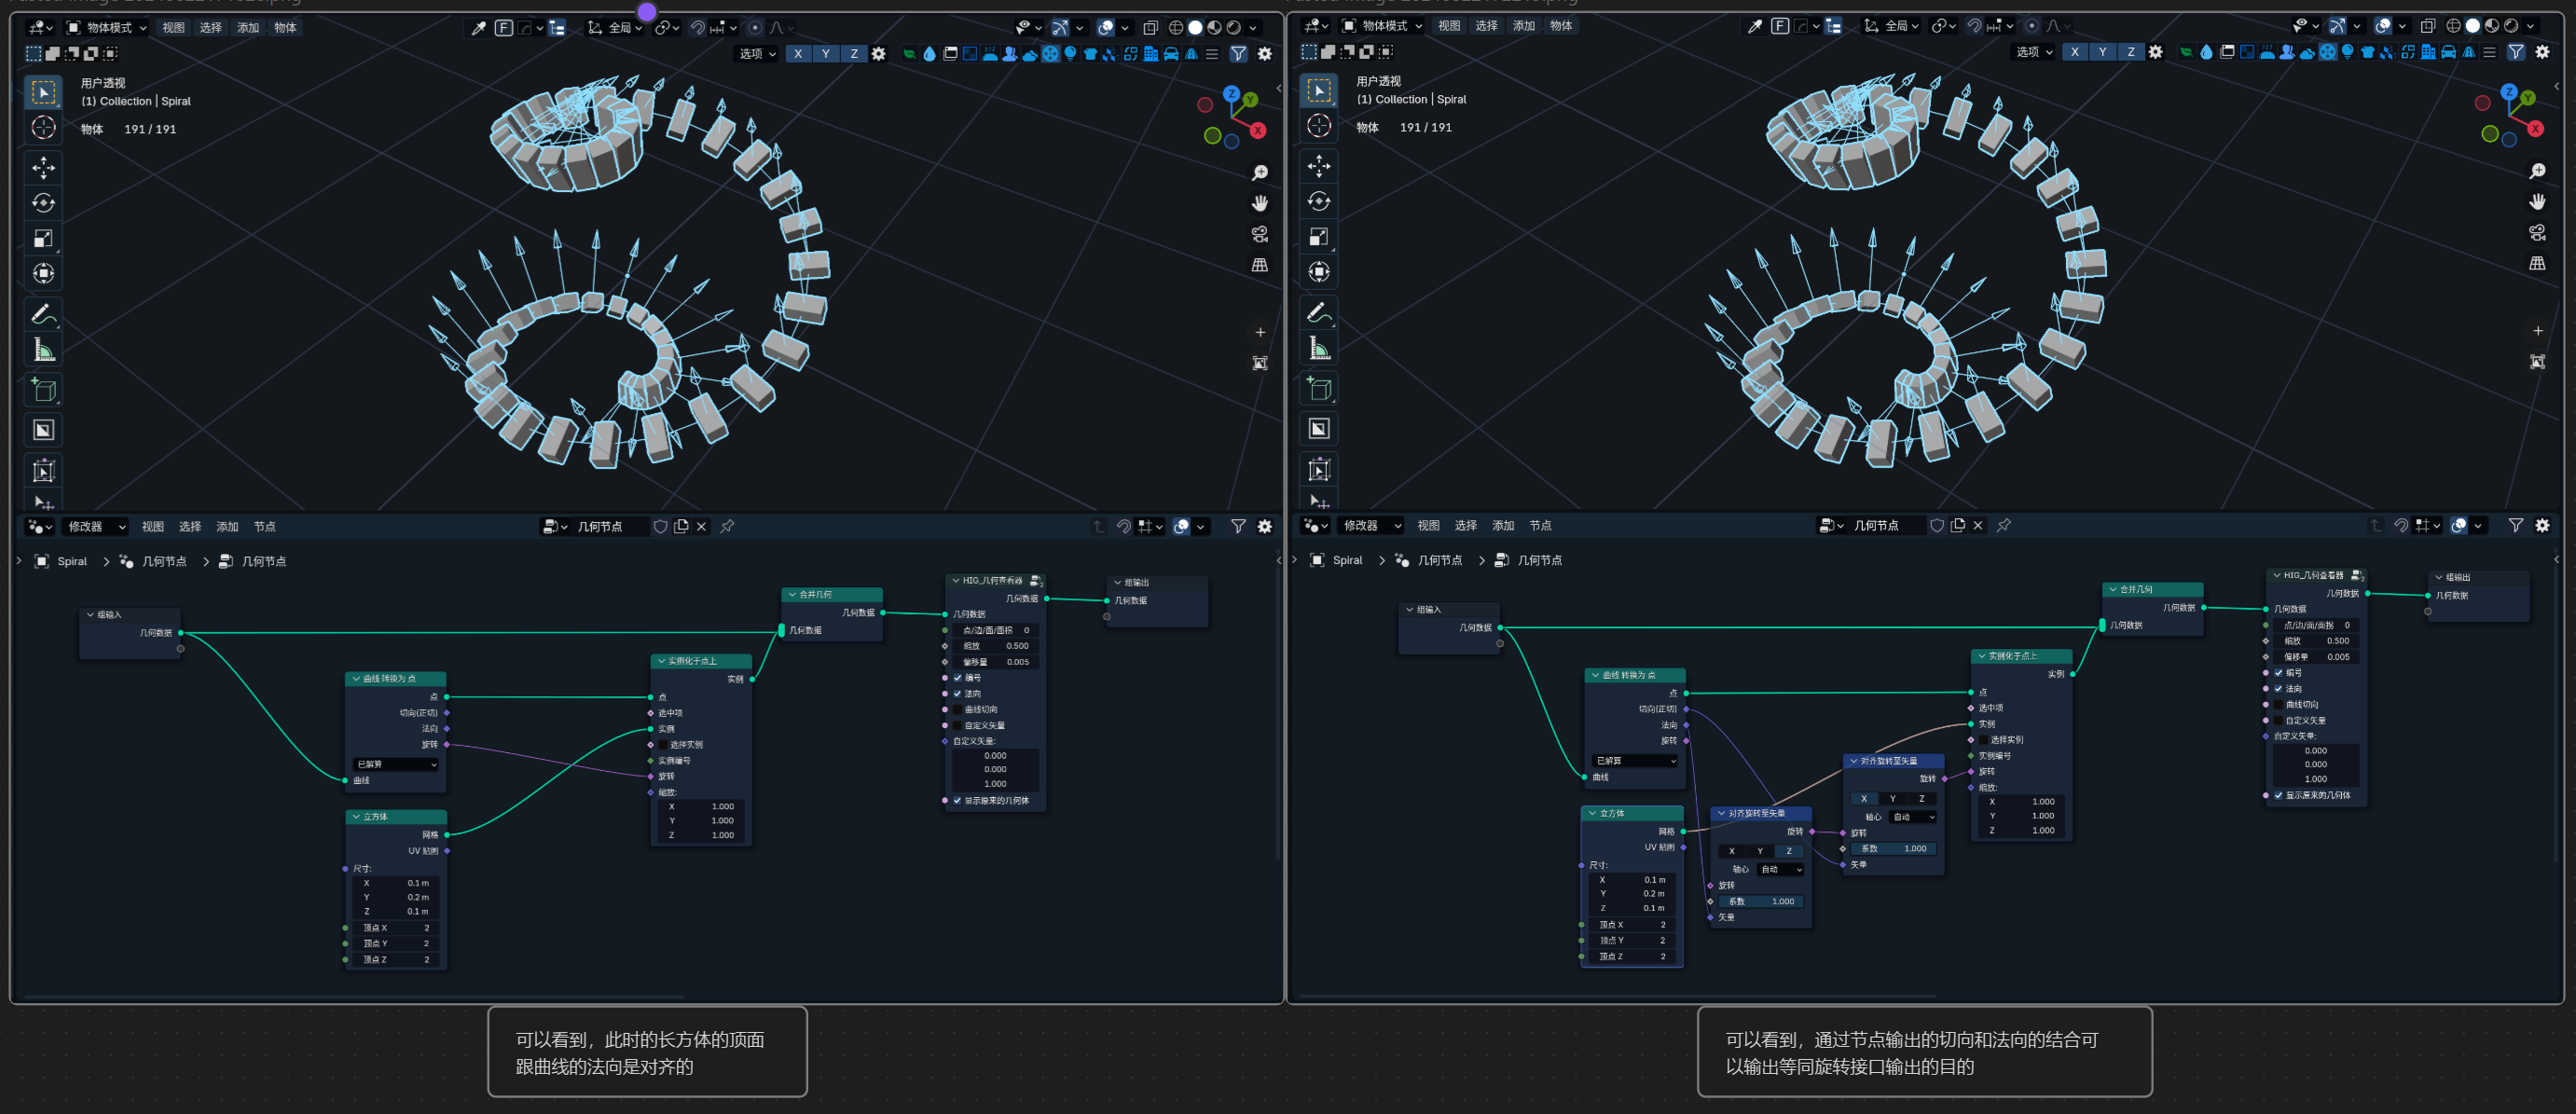 物体模式 视图 选择 添加 物体
全局
选项 X Y Z
用户透视
(1) Collection | Spiral
物体 191 / 191
Z
Y
X
修改器 视图 选择 添加 节点
几何节点
Spiral > 几何节点 > 几何节点
组输入
几何数据
曲线 转换为 点
点
切向(正切)
法向
旋转
已解算
曲线
立方体
网格
UV 贴图
尺寸:
X 0.1 m
Y 0.2 m
Z 0.1 m
顶点 X 2
顶点 Y 2
顶点 Z 2
实例化于点上
实例
点
选中项
实例
选择实例
实例编号
旋转
缩放:
X 1.000
Y 1.000
Z 1.000
合并几何
几何数据
几何数据
HIG_几何查看器
几何数据
几何数据
点/边/面/面拐 0
缩放 0.500
偏移量 0.005
编号
法向
曲线切向
自定义矢量
自定义矢量:
0.000
0.000
1.000
显示原来的几何体
组输出
几何数据
可以看到，此时的长方体的顶面
跟曲线的法向是对齐的
物体模式 视图 选择 添加 物体
全局
选项 X Y Z
用户透视
(1) Collection | Spiral
物体 191 / 191
Z
Y
X
修改器 视图 选择 添加 节点
几何节点
Spiral > 几何节点 > 几何节点
组输入
几何数据
曲线 转换为 点
点
切向(正切)
法向
旋转
已解算
曲线
立方体
网格
UV 贴图
尺寸:
X 0.1 m
Y 0.2 m
Z 0.1 m
顶点 X 2
顶点 Y 2
顶点 Z 2
对齐旋转至矢量
旋转
X Y Z
轴心 自动
旋转
系数 1.000
矢量
对齐旋转至矢量
旋转
X Y Z
轴心 自动
旋转
系数 1.000
矢量
实例化于点上
实例
点
选中项
实例
选择实例
实例编号
旋转
缩放:
X 1.000
Y 1.000
Z 1.000
合并几何
几何数据
几何数据
HIG_几何查看器
几何数据
几何数据
点/边/面/面拐 0
缩放 0.500
偏移量 0.005
编号
法向
曲线切向
自定义矢量
自定义矢量:
0.000
0.000
1.000
显示原来的几何体
组输出
几何数据
可以看到，通过节点输出的切向和法向的结合可
以输出等同旋转接口输出的目的